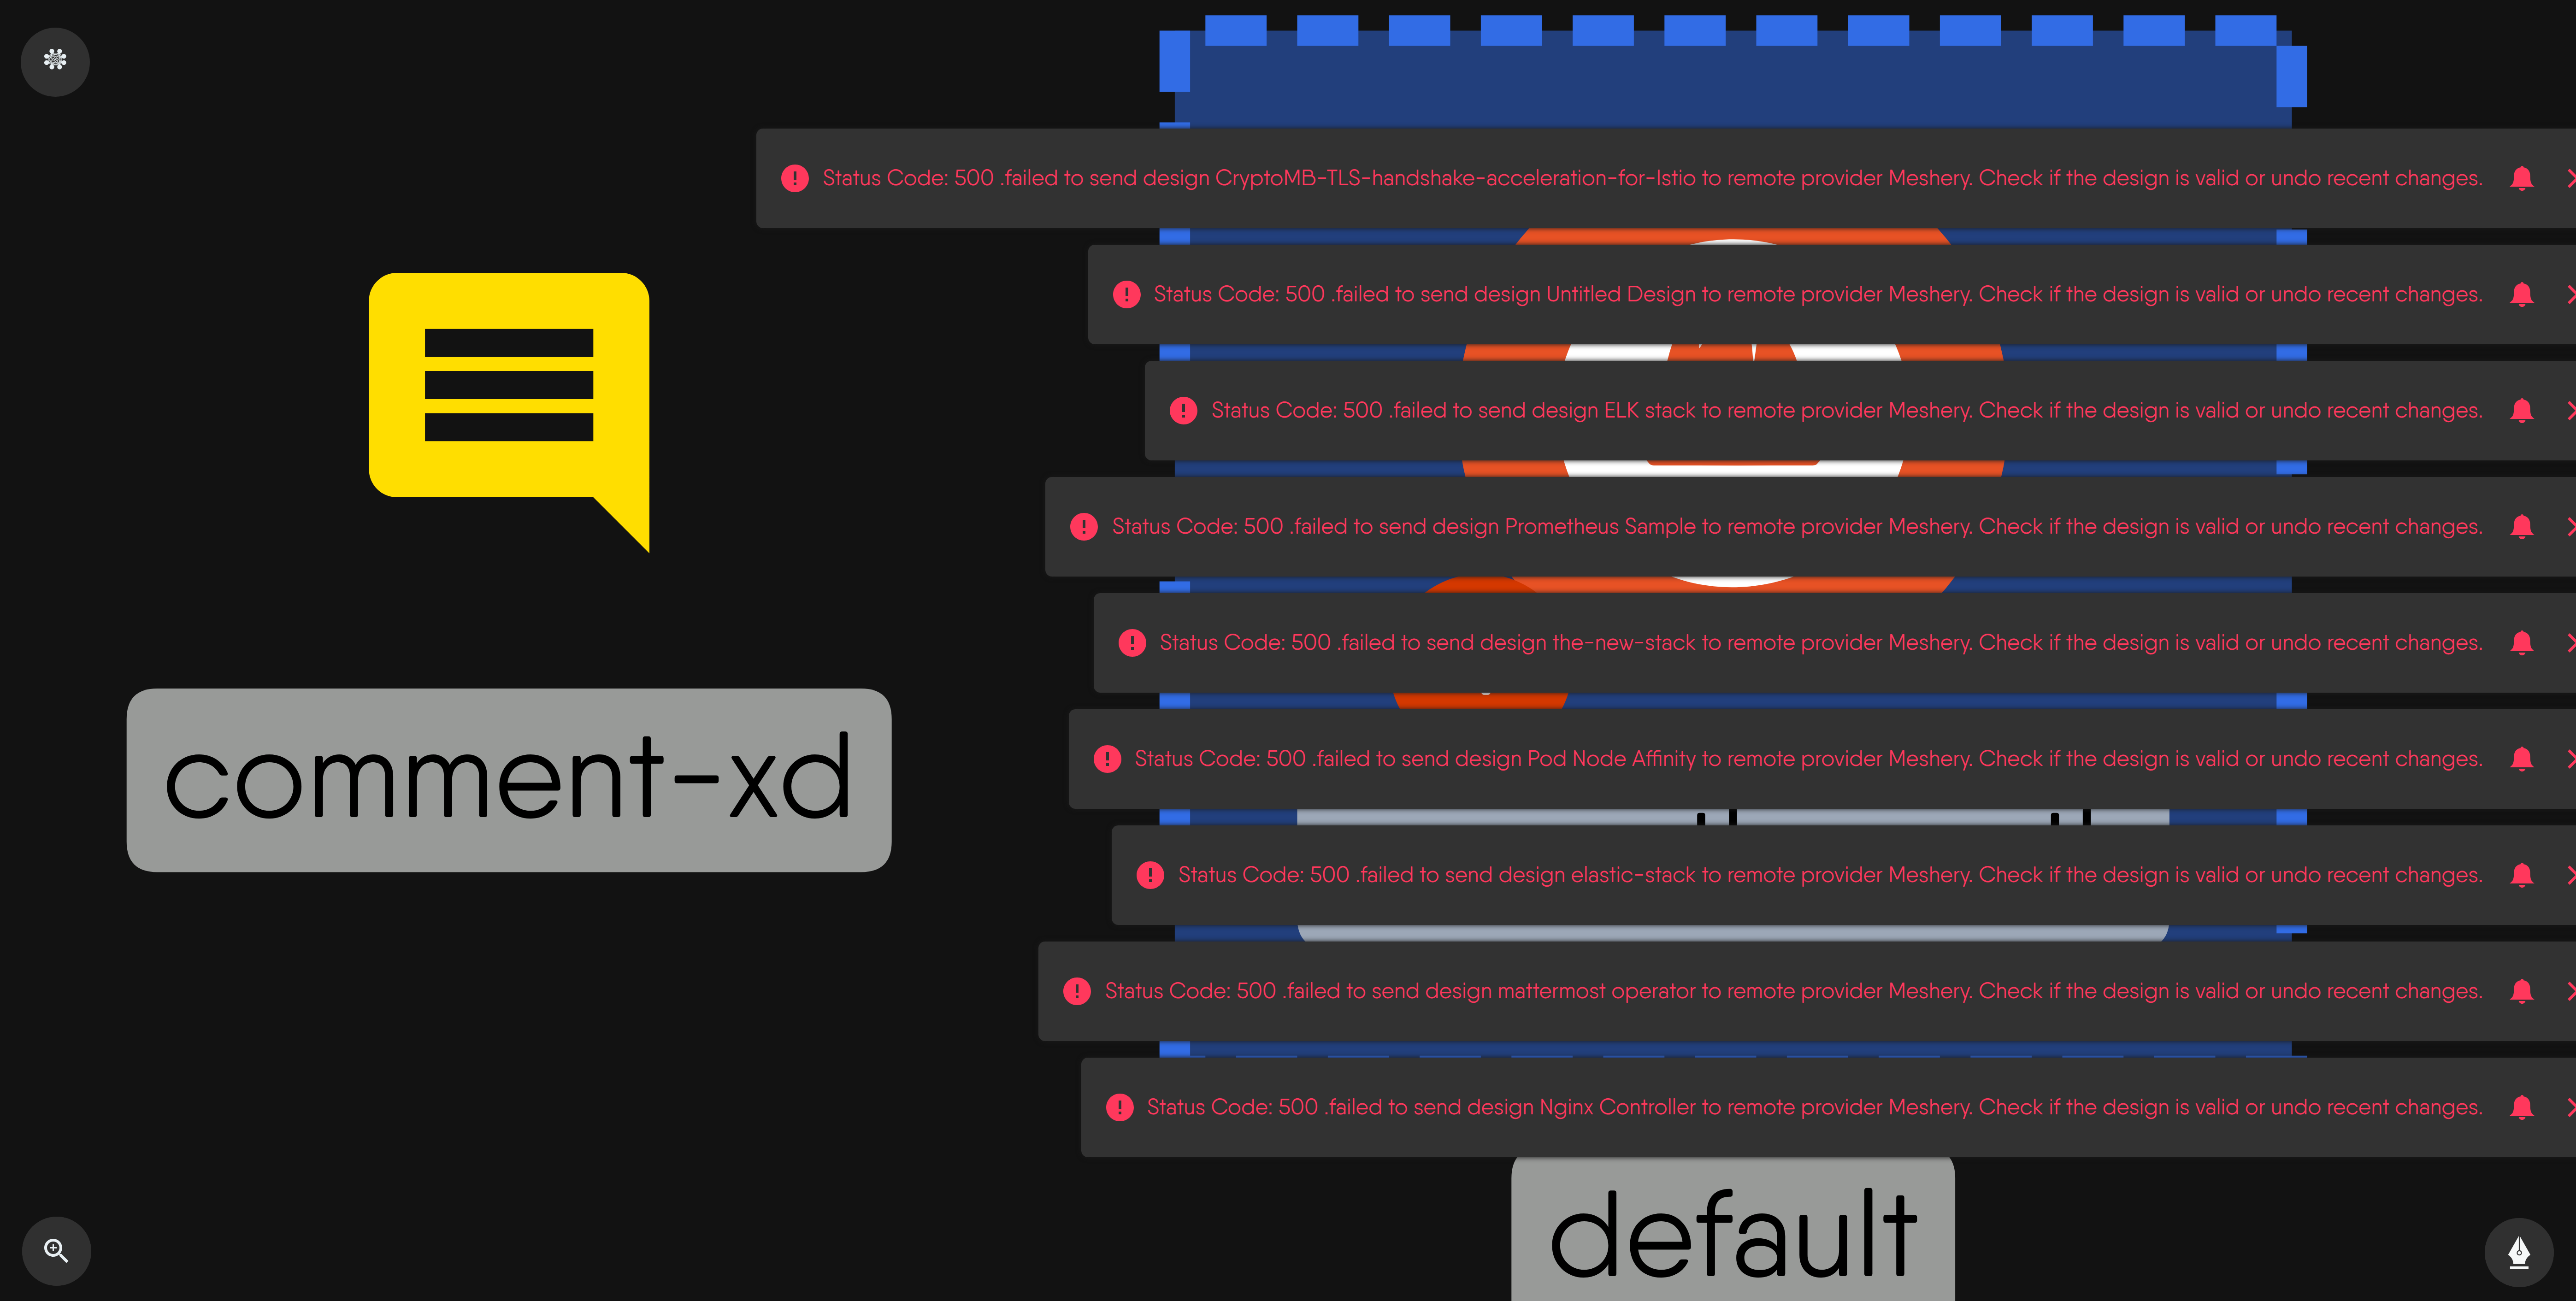 Status Code: 500 .failed to send design CryptoMB-TLS-handshake-acceleration-for-Istio to remote provider Meshery. Check if the design is valid or undo recent changes.
Status Code: 500 .failed to send design Untitled Design to remote provider Meshery. Check if the design is valid or undo recent changes.
Status Code: 500 .failed to send design ELK stack to remote provider Meshery. Check if the design is valid or undo recent changes.
Status Code: 500 .failed to send design Prometheus Sample to remote provider Meshery. Check if the design is valid or undo recent changes.
Status Code: 500 .failed to send design the-new-stack to remote provider Meshery. Check if the design is valid or undo recent changes.
Status Code: 500 .failed to send design Pod Node Affinity to remote provider Meshery. Check if the design is valid or undo recent changes.
comment-xd
Status Code: 500 .failed to send design elastic-stack to remote provider Meshery. Check if the design is valid or undo recent changes.
Status Code: 500 .failed to send design mattermost operator to remote provider Meshery. Check if the design is valid or undo recent changes.
Status Code: 500 .failed to send design Nginx Controller to remote provider Meshery. Check if the design is valid or undo recent changes.
default